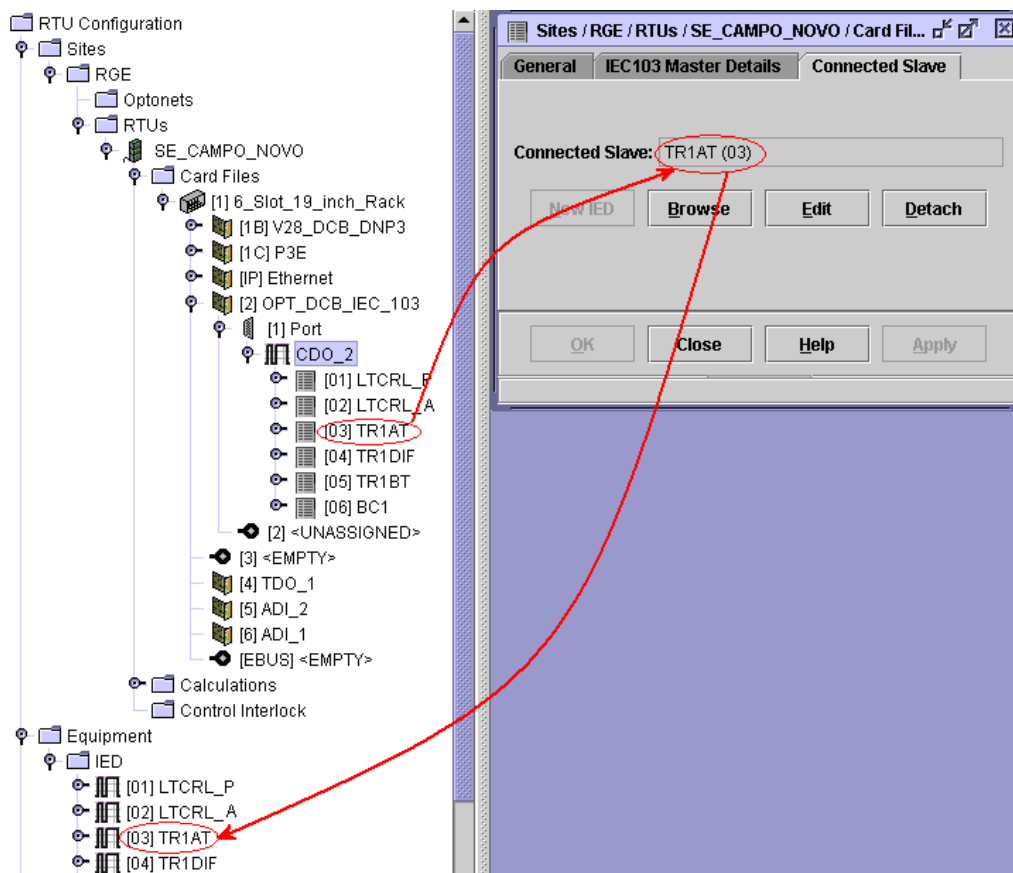 RTU Configuration
Sites
RGE
Optonets
RTUs
SE_CAMPO_NOVO
Card Files
[1] 6_Slot_19_inch_Rack
[1B] V28_DCB_DNP3
[1C] P3E
[IP] Ethernet
[2] OPT_DCB_IEC_103
[1] Port
CDO_2
[01] LTCRL_P
[02] LTCRL_A
[03] TR1AT
[04] TR1DIF
[05] TR1BT
[06] BC1
[2] <UNASSIGNED>
[3] <EMPTY>
[4] TDO_1
[5] ADI_2
[6] ADI_1
[EBUS] <EMPTY>
Calculations
Control Interlock
Equipment
IED
[01] LTCRL_P
[02] LTCRL_A
[03] TR1AT
[04] TR1DIF
Sites / RGE / RTUs / SE_CAMPO_NOVO / Card Fil...
General IEC103 Master Details Connected Slave
Connected Slave: TR1AT (03)
New IED Browse Edit Detach
OK Close Help Apply